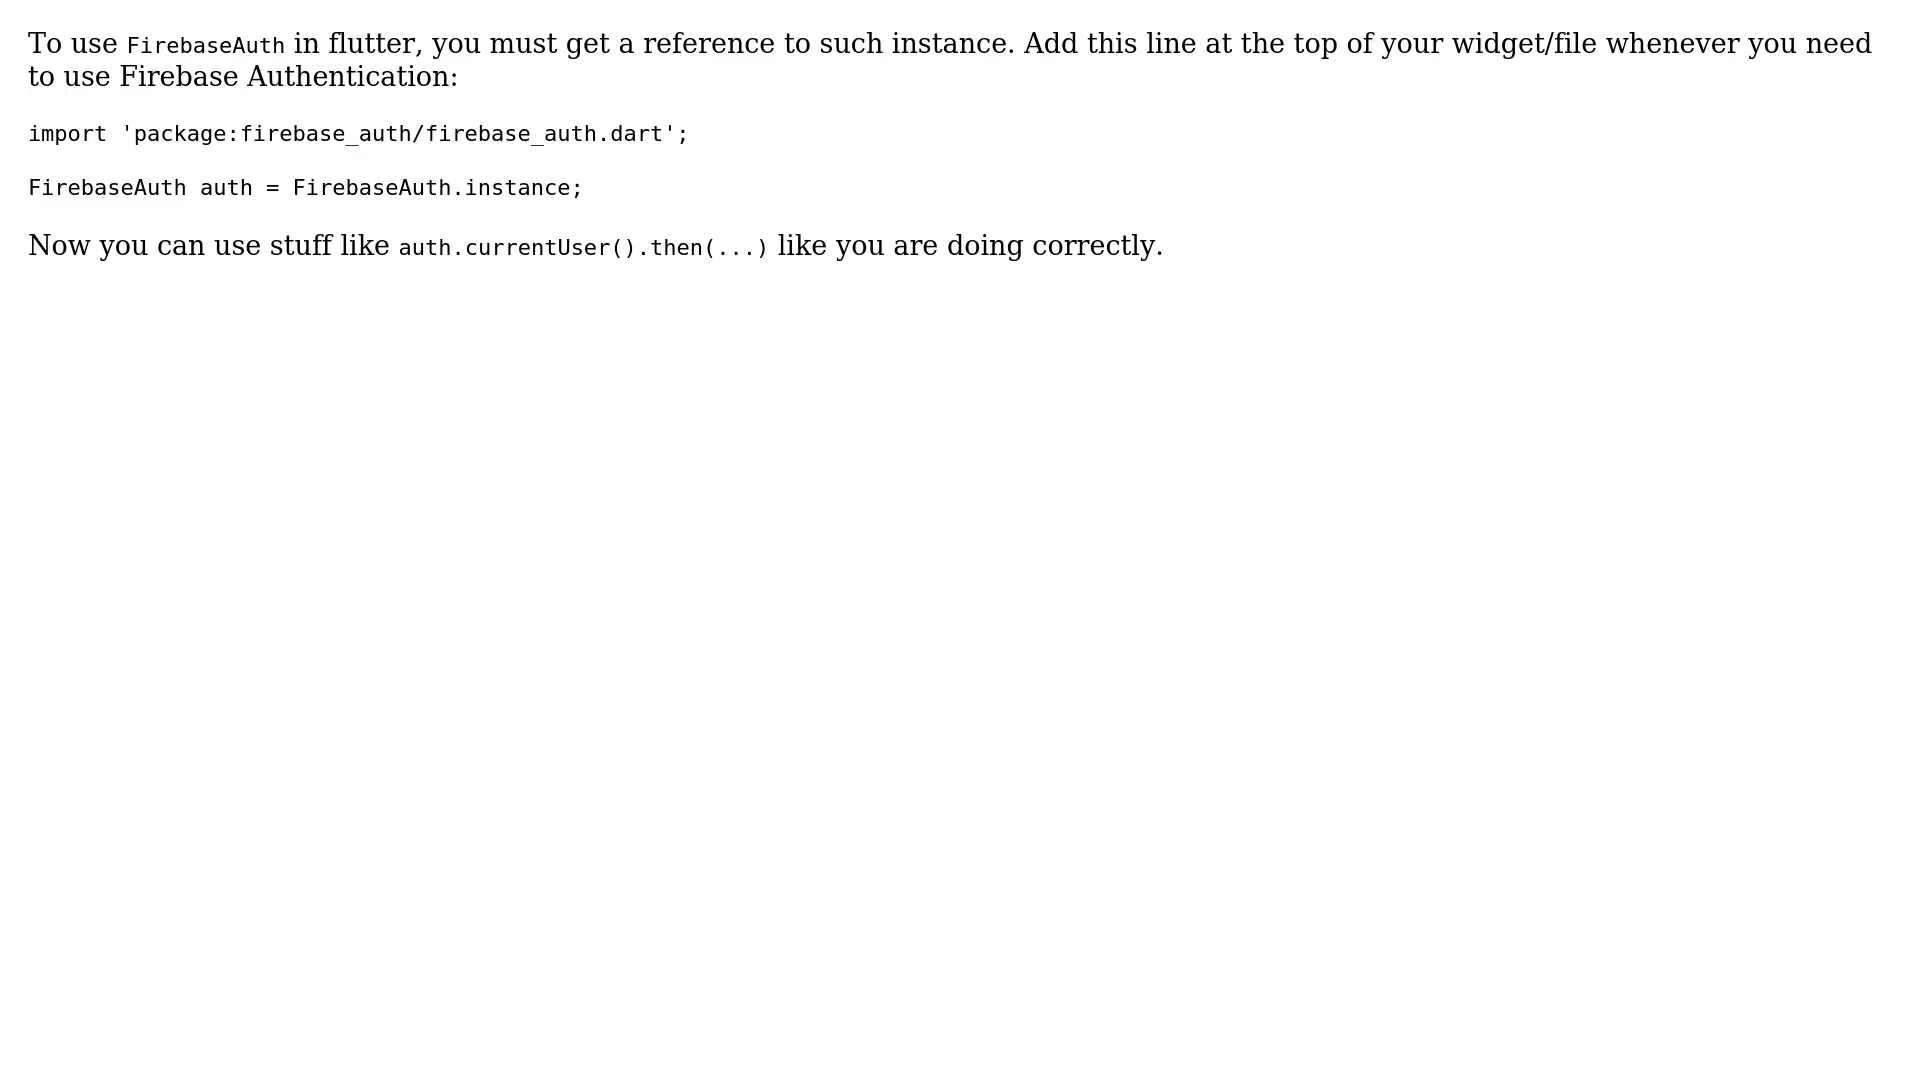 To use FirebaseAuth in flutter, you must get a reference to such instance. Add this line at the top of your widget/file whenever you need
to use Firebase Authentication:
import 'package:firebase_auth/firebase_auth.dart';
FirebaseAuth auth = FirebaseAuth.instance;
Now you can use stuff like auth.currentUser().then(...) like you are doing correctly.